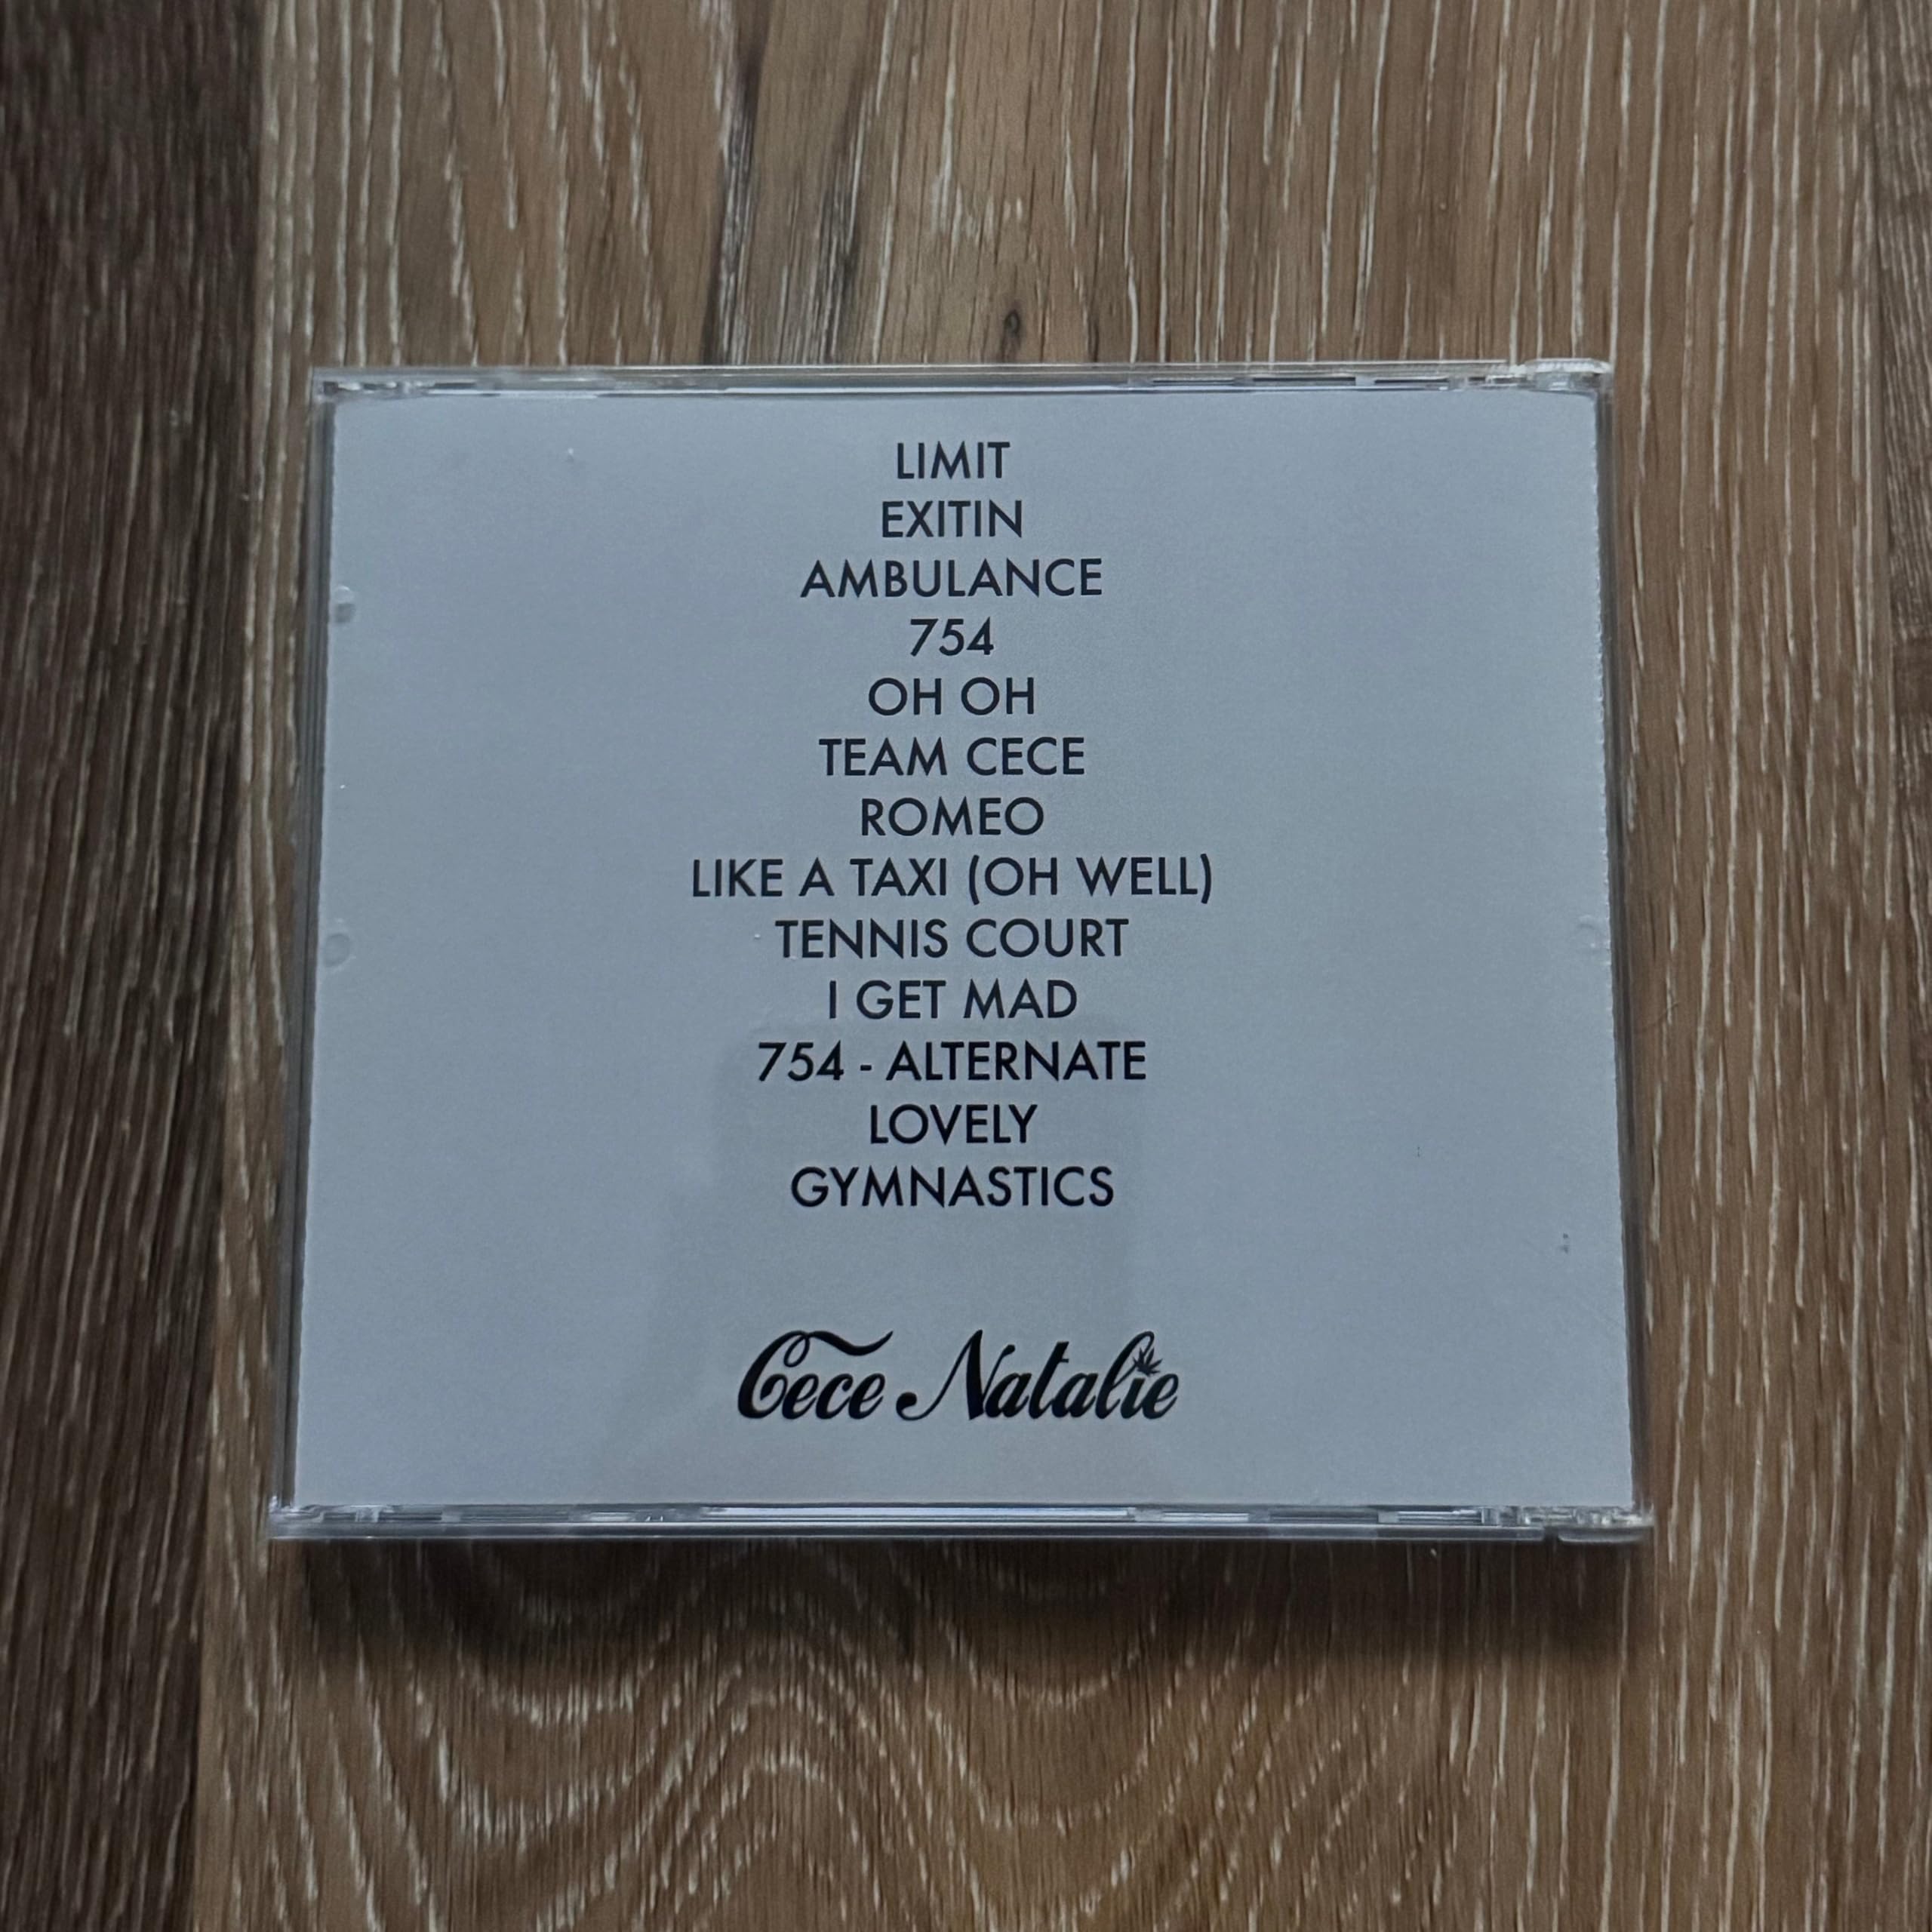 LIMIT
EXITIN
AMBULANCE
754
OH OH
TEAM CECE
ROMEO
LIKE A TAXI (OH WELL)
TENNIS COURT
I GET MAD
754 - ALTERNATE
LOVELY
GYMNASTICS
Cece Natalie